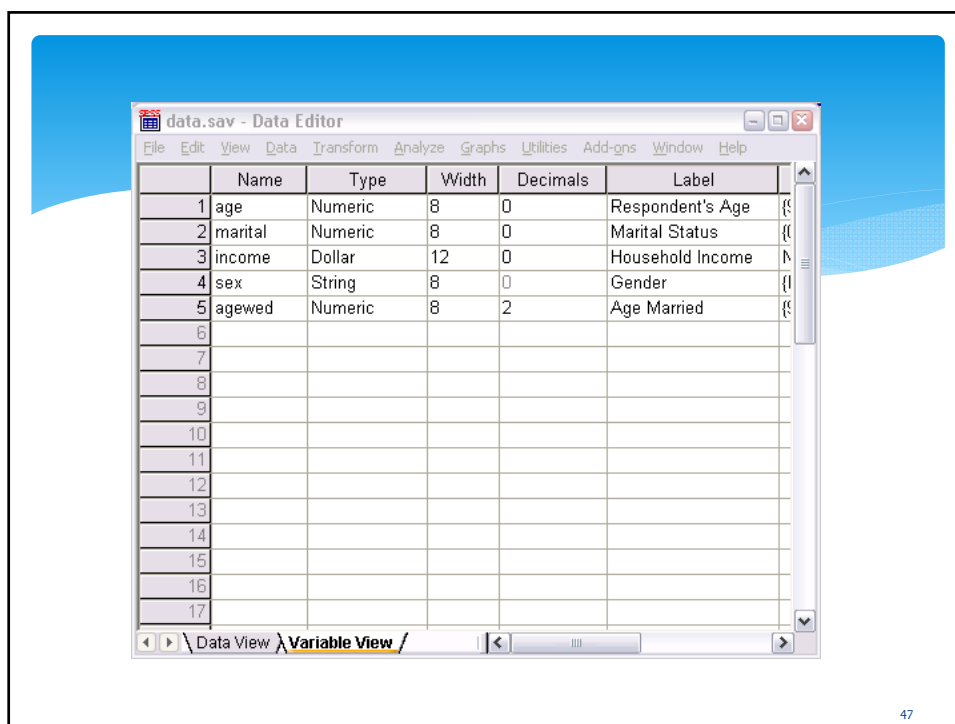 data.sav - Data Editor
File Edit View Data Transform Analyze Graphs Utilities Add-ons Window Help
Name Type Width Decimals Label
1 age Numeric 8 0 Respondent's Age
2 marital Numeric 8 0 Marital Status
3 income Dollar 12 0 Household Income N
4 sex String 8 0 Gender
5 agewed Numeric 8 2 Age Married
6
7
8
9
10
11
12
13
14
15
16
17
Data View Variable View
47